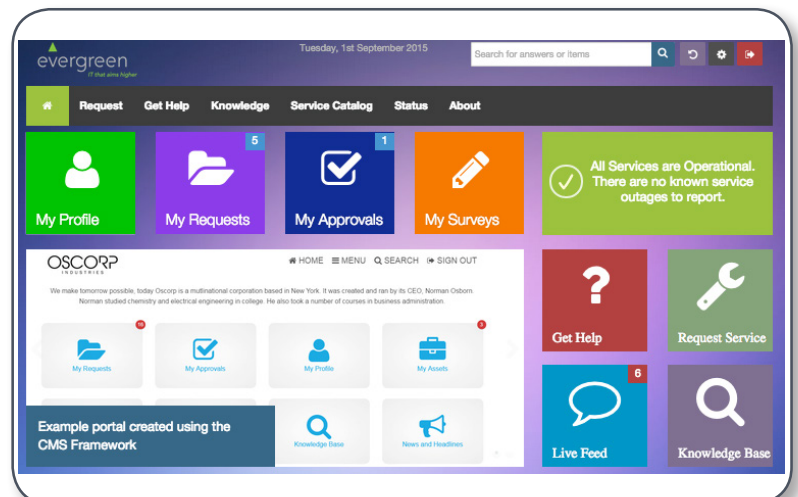 evergreen
IT that aims higher
Tuesday, 1st September 2015
Search for answers or items
Request Get Help Knowledge Service Catalog Status About
5
1
My Profile
My Requests
My Approvals
My Surveys
All Services are Operational.
There are no known service
outages to report.
OSCORP
INDUSTRIES
HOME MENU SEARCH SIGN OUT
We make tomorrow possible, today Oscorp is a multinational corporation based in New York. It was created and ran by its CEO, Norman Osborn.
Norman studied chemistry and electrical engineering in college. He also took a number of courses in business administration.
10
3
My Requests
My Approvals
My Profile
My Assets
Example portal created using the
CMS Framework
Knowledge Base
News and Headlines
Get Help
Request Service
6
Live Feed
Knowledge Base